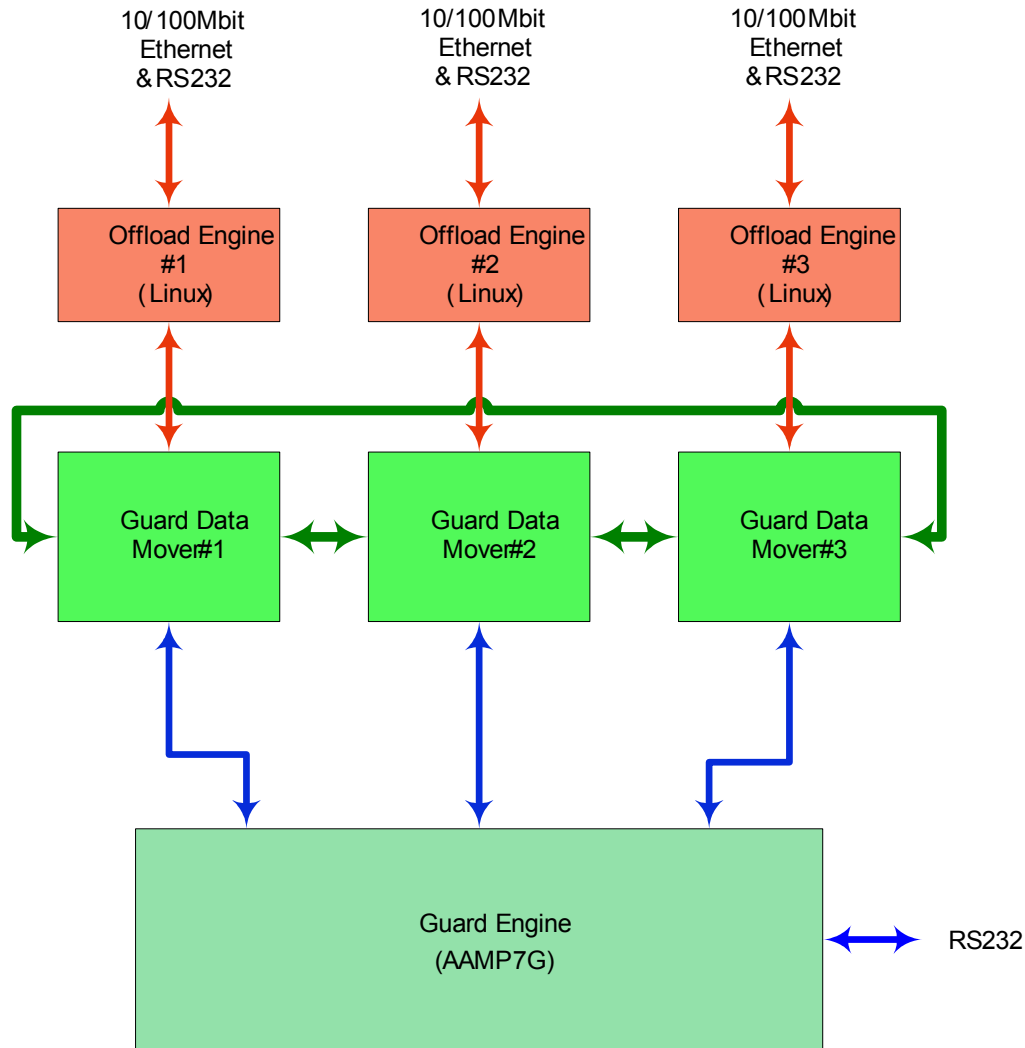 10/100Mbit
Ethernet
& RS232
10/100Mbit
Ethernet
& RS232
10/100Mbit
Ethernet
& RS232
Offload Engine
#1
(Linux)
Offload Engine
#2
(Linux)
Offload Engine
#3
(Linux)
Guard Data
Mover#1
Guard Data
Mover#2
Guard Data
Mover#3
Guard Engine
(AAMP7G)
RS232